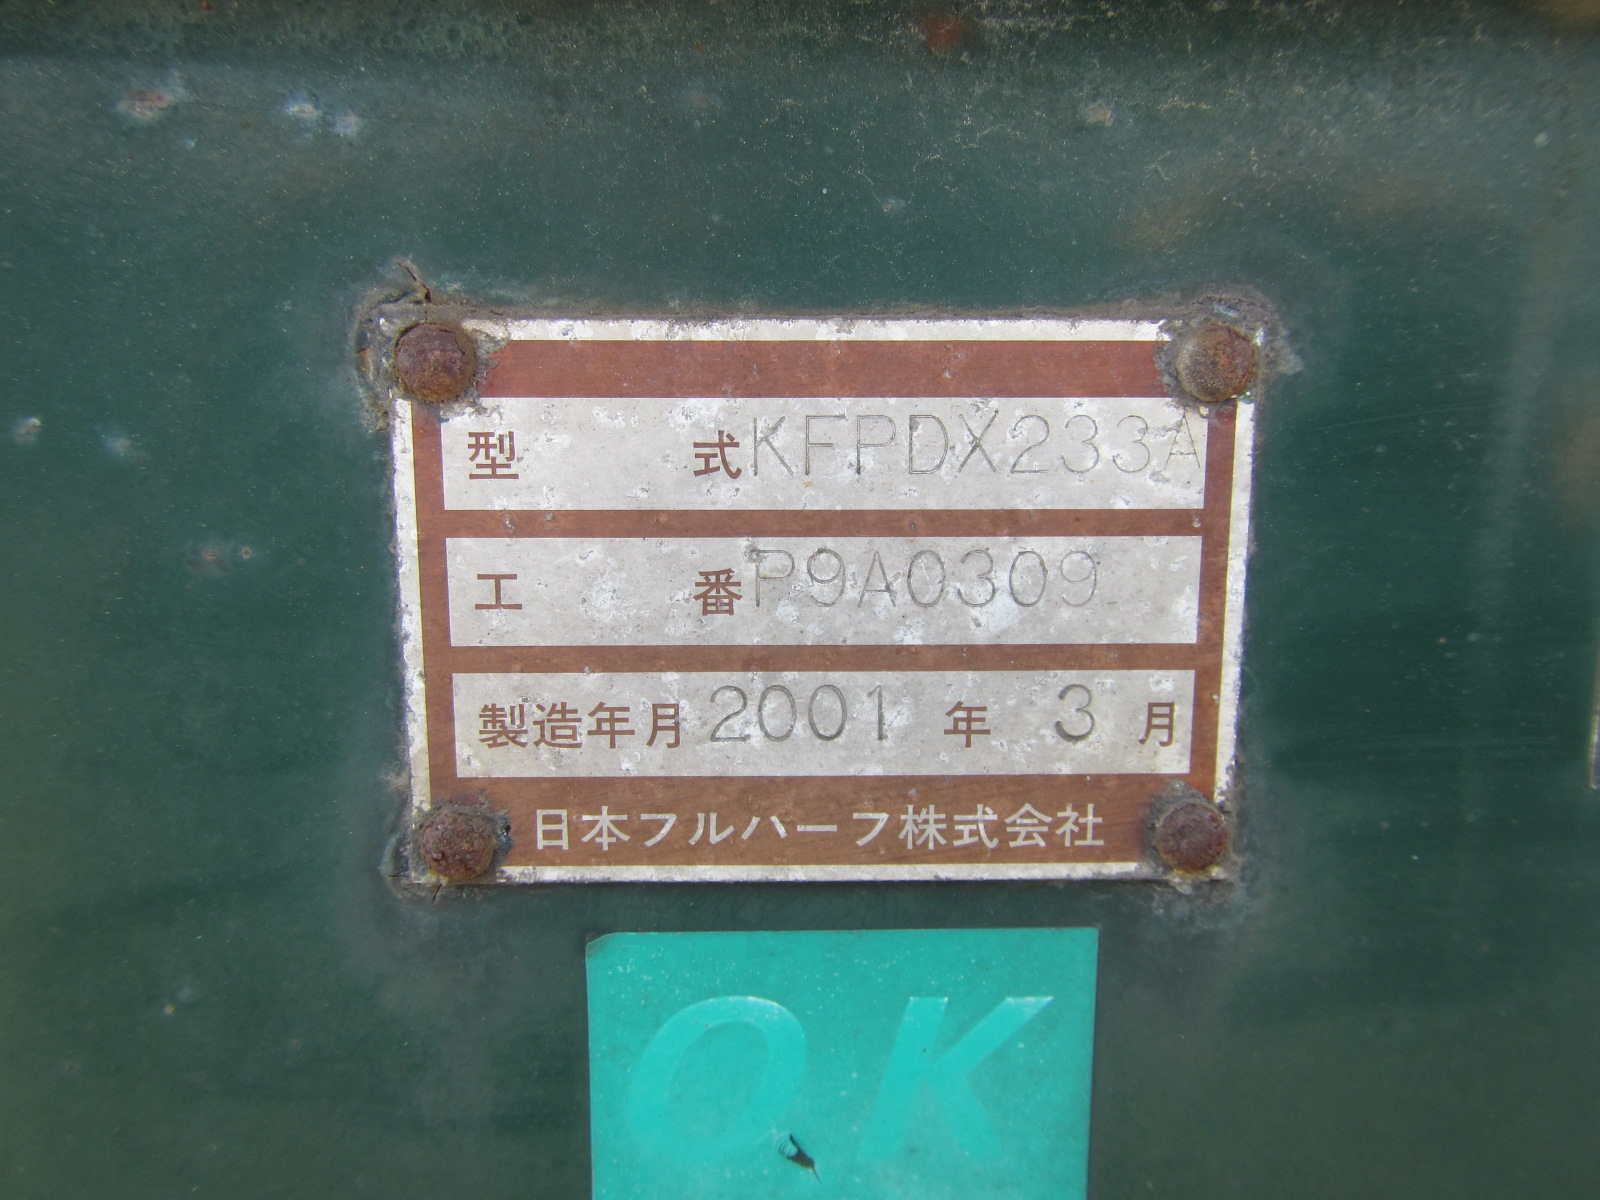 型式 KFPDX233A
工番 P9A0309
製造年月 2001 年 3 月
日本フルハーフ株式会社
OK